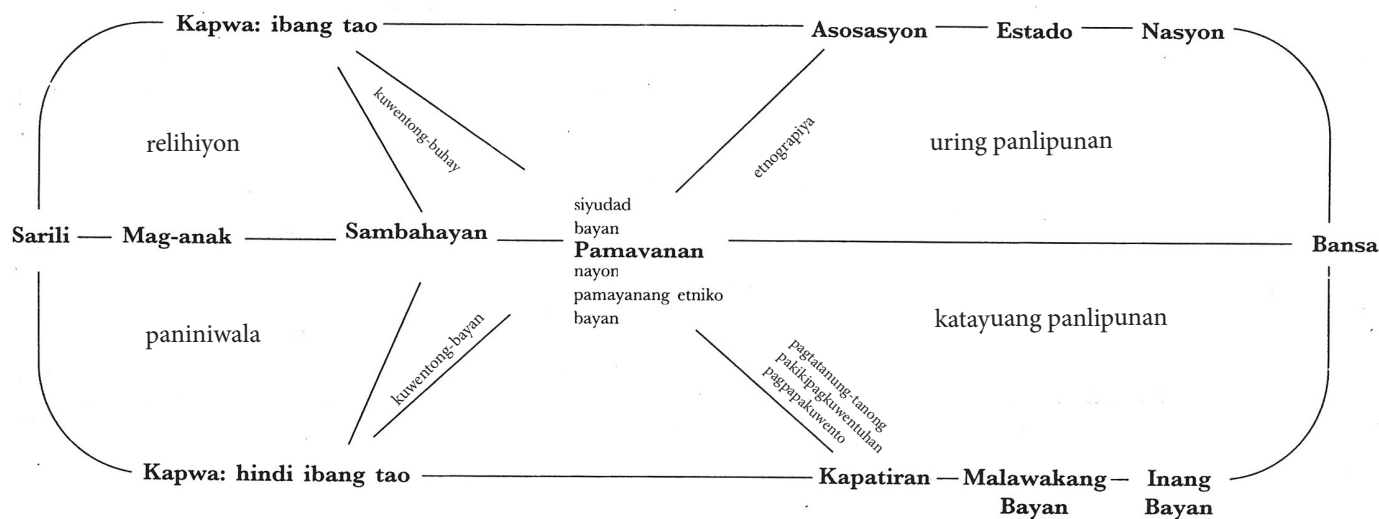 Kapwa: ibang tao
Asosasyon — Estado — Nasyon
kuwentong-buhay
etnograpiya
relihiyon
uring panlipunan
siyudad
bayan
Sarili — Mag-anak — Sambahayan — Pamavanan — Bansa
nayon
pamayanang etniko
bayan
paniniwala
kuwentong-bayan
katayuang panlipunan
pagtatanung-tanong
pakikipagkuwentuhan
pagpapakuwento
Kapwa: hindi ibang tao
Kapatiran — Malawakang — Inang
Bayan Bayan